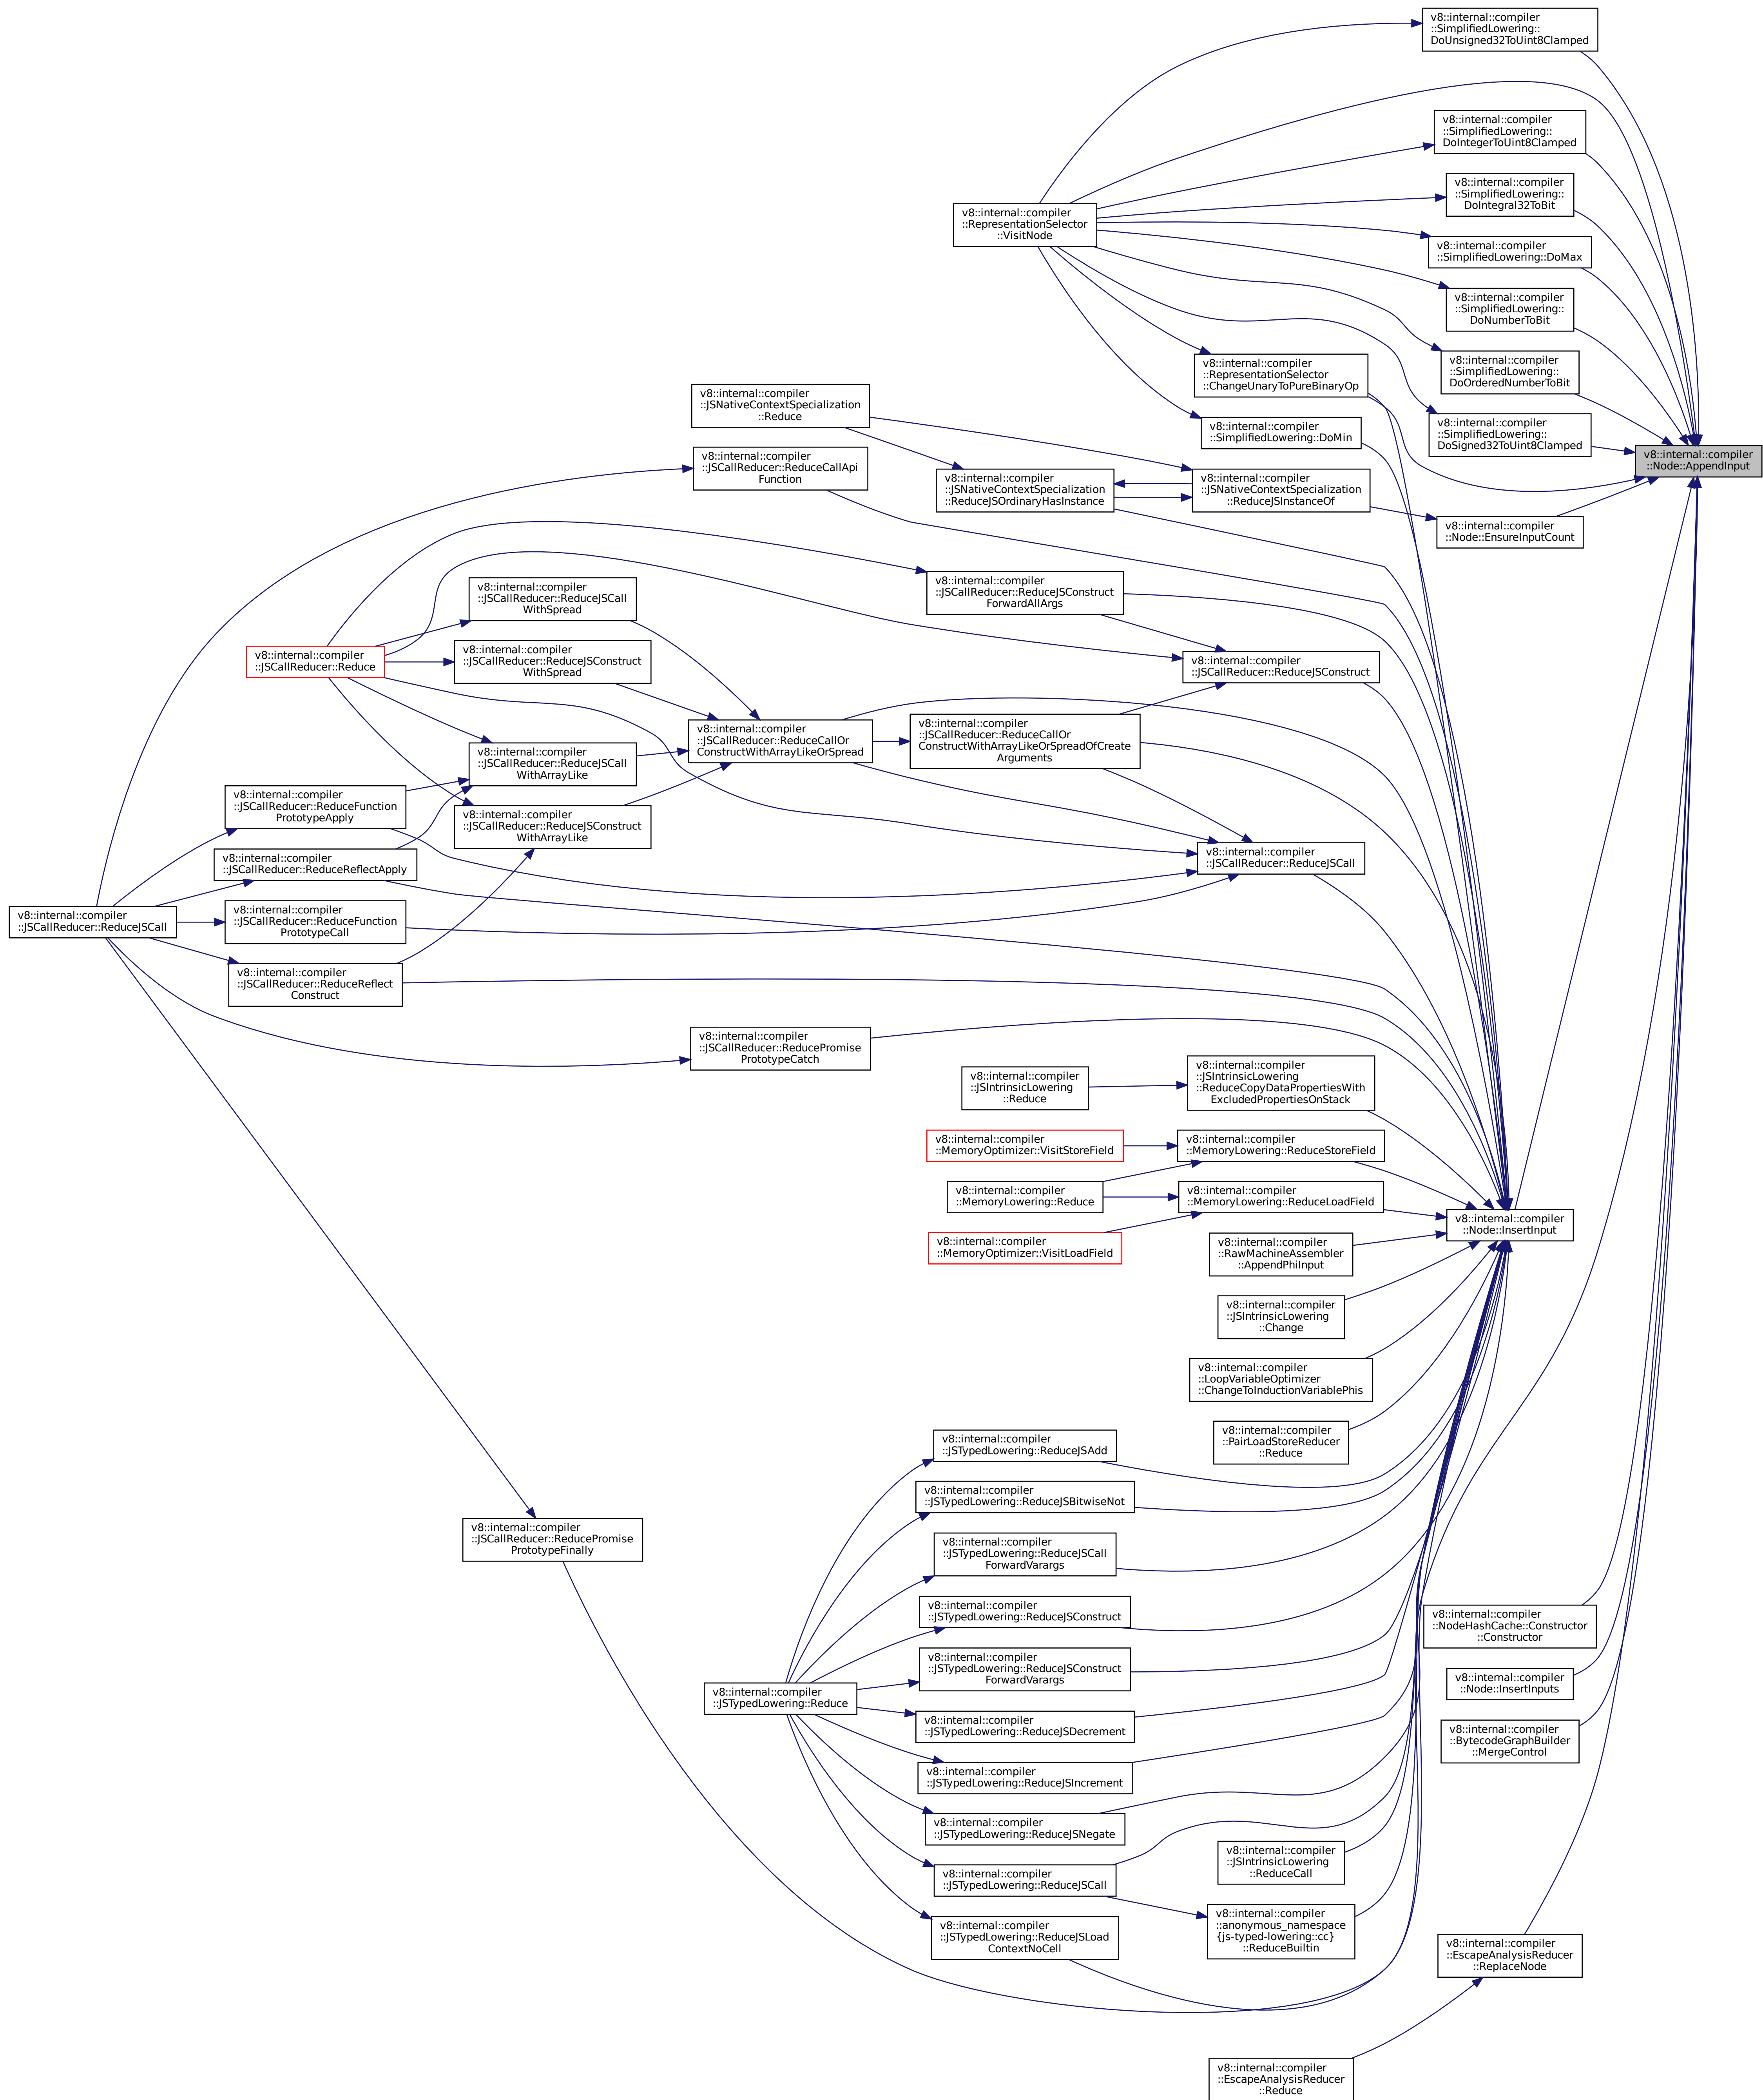 v8::internal::compiler
::SimplifiedLowering::
DoUnsigned32ToUint8Clamped
v8::internal::compiler
::SimplifiedLowering::
DoIntegerToUint8Clamped
v8::internal::compiler
::SimplifiedLowering::
DoIntegral32ToBit
v8::internal::compiler
::RepresentationSelector
::VisitNode
v8::internal::compiler
::SimplifiedLowering::DoMax
v8::internal::compiler
::SimplifiedLowering::
DoNumberToBit
v8::internal::compiler
::SimplifiedLowering::
DoOrderedNumberToBit
v8::internal::compiler
::RepresentationSelector
::ChangeUnaryToPureBinaryOp
v8::internal::compiler
::JSNativeContextSpecialization
::Reduce
v8::internal::compiler
::SimplifiedLowering::DoMin
v8::internal::compiler
::SimplifiedLowering::
DoSigned32ToUint8Clamped
v8::internal::compiler
::Node::AppendInput
v8::internal::compiler
::JSCallReducer::ReduceCallApi
Function
v8::internal::compiler
::JSNativeContextSpecialization
::ReduceJSOrdinaryHasInstance
v8::internal::compiler
::JSNativeContextSpecialization
::ReduceJSInstanceOf
v8::internal::compiler
::Node::EnsureInputCount
v8::internal::compiler
::JSCallReducer::ReduceJSCall
WithSpread
v8::internal::compiler
::JSCallReducer::ReduceJSConstruct
ForwardAllArgs
v8::internal::compiler
::JSCallReducer::Reduce
v8::internal::compiler
::JSCallReducer::ReduceJSConstruct
WithSpread
v8::internal::compiler
::JSCallReducer::ReduceJSConstruct
v8::internal::compiler
::JSCallReducer::ReduceCallOr
ConstructWithArrayLikeOrSpread
v8::internal::compiler
::JSCallReducer::ReduceCallOr
ConstructWithArrayLikeOrSpreadOfCreate
Arguments
v8::internal::compiler
::JSCallReducer::ReduceJSCall
WithArrayLike
v8::internal::compiler
::JSCallReducer::ReduceFunction
PrototypeApply
v8::internal::compiler
::JSCallReducer::ReduceJSConstruct
WithArrayLike
v8::internal::compiler
::JSCallReducer::ReduceReflectApply
v8::internal::compiler
::JSCallReducer::ReduceJSCall
v8::internal::compiler
::JSCallReducer::ReduceJSCall
v8::internal::compiler
::JSCallReducer::ReduceFunction
PrototypeCall
v8::internal::compiler
::JSCallReducer::ReduceReflect
Construct
v8::internal::compiler
::JSCallReducer::ReducePromise
PrototypeCatch
v8::internal::compiler
::JSIntrinsicLowering
::Reduce
v8::internal::compiler
::JSIntrinsicLowering
::ReduceCopyDataPropertiesWith
ExcludedPropertiesOnStack
v8::internal::compiler
::MemoryOptimizer::VisitStoreField
v8::internal::compiler
::MemoryLowering::ReduceStoreField
v8::internal::compiler
::MemoryLowering::Reduce
v8::internal::compiler
::MemoryLowering::ReduceLoadField
v8::internal::compiler
::Node::InsertInput
v8::internal::compiler
::MemoryOptimizer::VisitLoadField
v8::internal::compiler
::RawMachineAssembler
::AppendPhiInput
v8::internal::compiler
::JSIntrinsicLowering
::Change
v8::internal::compiler
::LoopVariableOptimizer
::ChangeToInductionVariablePhis
v8::internal::compiler
::PairLoadStoreReducer
::Reduce
v8::internal::compiler
::JSTypedLowering::ReduceJSAdd
v8::internal::compiler
::JSTypedLowering::ReduceJSBitwiseNot
v8::internal::compiler
::JSCallReducer::ReducePromise
PrototypeFinally
v8::internal::compiler
::JSTypedLowering::ReduceJSCall
ForwardVarargs
v8::internal::compiler
::JSTypedLowering::ReduceJSConstruct
v8::internal::compiler
::NodeHashCache::Constructor
::Constructor
v8::internal::compiler
::JSTypedLowering::ReduceJSConstruct
ForwardVarargs
v8::internal::compiler
::Node::InsertInputs
v8::internal::compiler
::JSTypedLowering::Reduce
v8::internal::compiler
::JSTypedLowering::ReduceJSDecrement
v8::internal::compiler
::BytecodeGraphBuilder
::MergeControl
v8::internal::compiler
::JSTypedLowering::ReduceJSIncrement
v8::internal::compiler
::JSTypedLowering::ReduceJSNegate
v8::internal::compiler
::JSIntrinsicLowering
::ReduceCall
v8::internal::compiler
::JSTypedLowering::ReduceJSCall
v8::internal::compiler
::anonymous_namespace
{js-typed-lowering::cc}
::ReduceBuiltin
v8::internal::compiler
::JSTypedLowering::ReduceJSLoad
ContextNoCell
v8::internal::compiler
::EscapeAnalysisReducer
::ReplaceNode
v8::internal::compiler
::EscapeAnalysisReducer
::Reduce